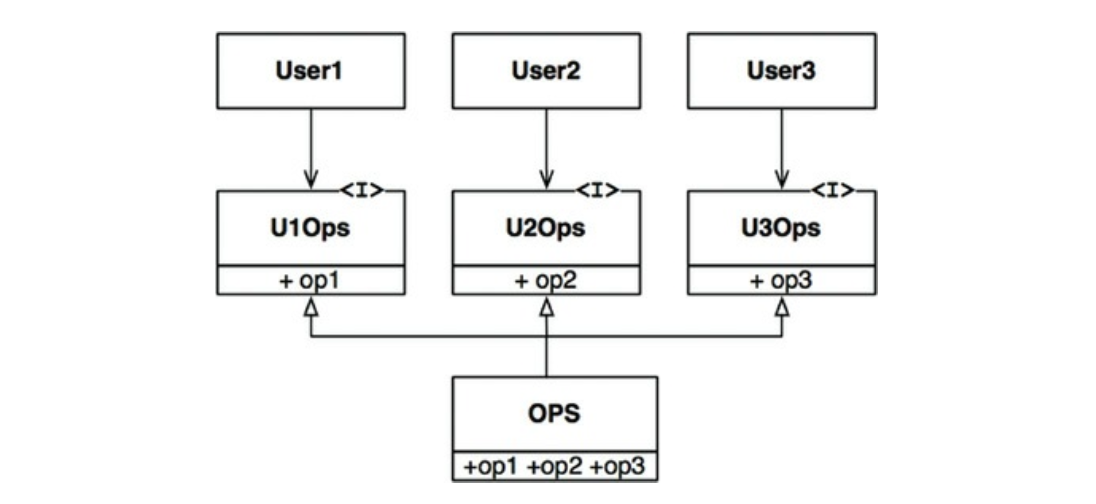 User1 User2 User3
<I> <I> <I>
U1Ops U2Ops U3Ops
+ op1 + op2 + op3
OPS
+op1 +op2 +op3